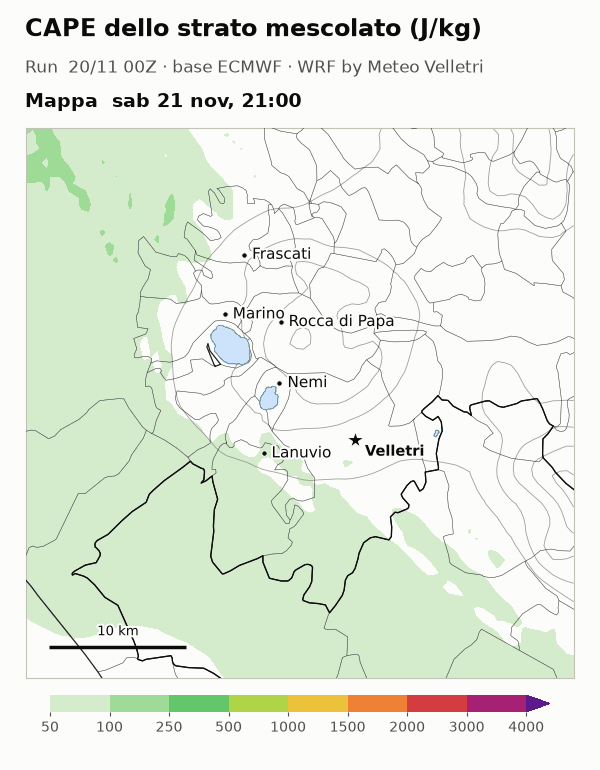 CAPE dello strato mescolato (J/kg)
Run  20/11 00Z · base ECMWF · WRF by Meteo Velletri
Mappa  sab 21 nov, 21:00
Frascati
Marino
Rocca di Papa
Nemi
Velletri
Lanuvio
10 km
50 100 250 500 1000 1500 2000 3000 4000